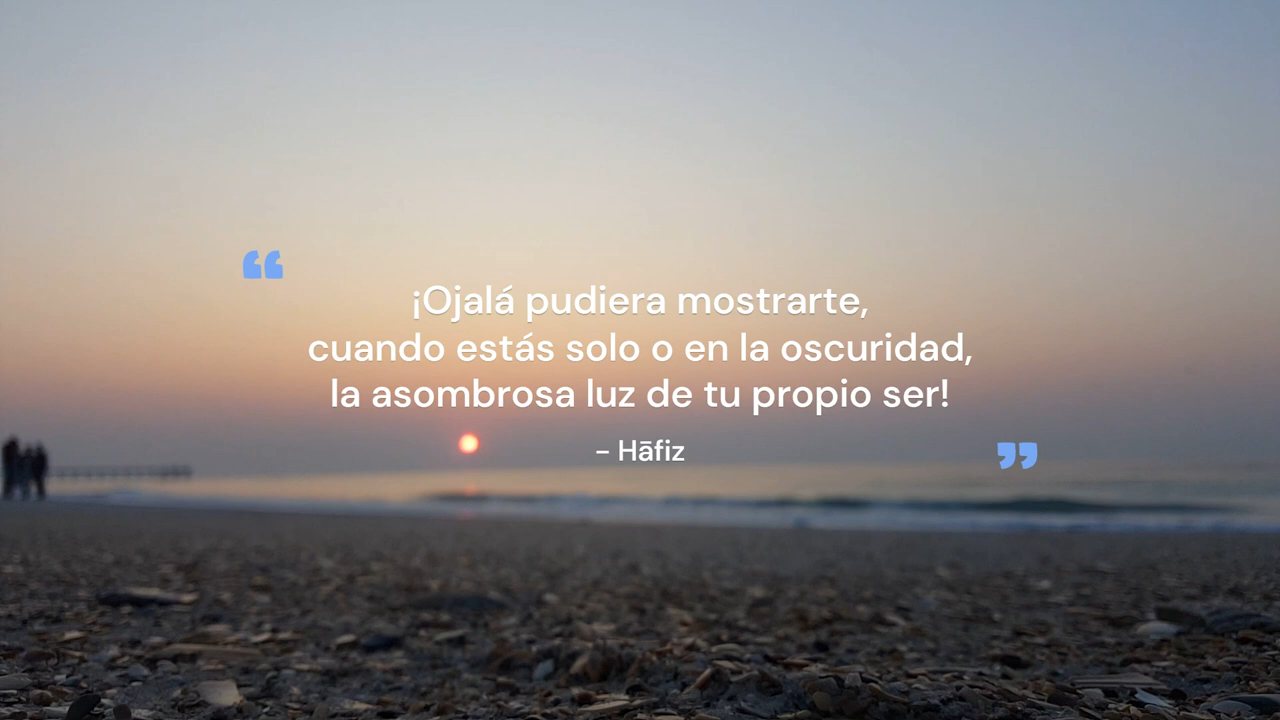 “
¡Ojalá pudiera mostrarte,
cuando estás solo o en la oscuridad,
la asombrosa luz de tu propio ser!
– Hāfiz
”